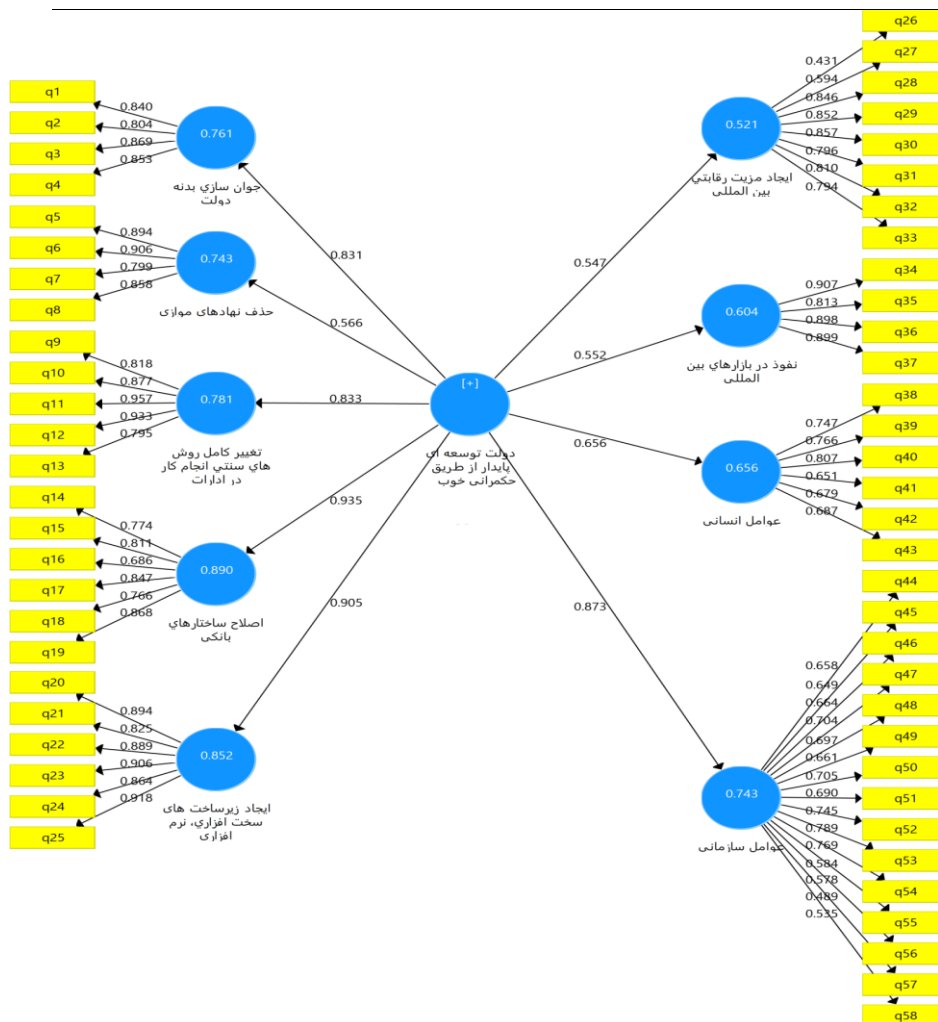 q1
q2
q3
q4
0.840
0.804
0.869
0.853
0.761
جوان سازي بدنه
دولت
q5
q6
q7
q8
0.894
0.906
0.799
0.858
0.743
حذف نهادهای موازی
q9
q10
q11
q12
q13
0.818
0.877
0.957
0.933
0.795
0.781
تغيير كامل روش
هاي سنتي انجام كار
در ادارات
q14
q15
q16
q17
q18
q19
0.774
0.811
0.686
0.847
0.766
0.868
0.890
اصلاح ساختارهاي
بانکی
q20
q21
q22
q23
q24
q25
0.894
0.825
0.889
0.906
0.864
0.918
0.852
ایجاد زیرساخت های
سخت افزاري، نرم
افزاری
0.831
0.566
0.833
0.935
0.905
[+]
دولت توسعه ای
پایدار از طریق
حکمرانی خوب
0.547
0.552
0.656
0.873
0.521
ایجاد مزیت رقابتي
بین المللی
0.431
0.594
0.846
0.852
0.857
0.796
0.810
0.794
q26
q27
q28
q29
q30
q31
q32
q33
0.604
نفوذ در بازارهاي بين
المللی
0.907
0.813
0.898
0.899
q34
q35
q36
q37
0.656
عوامل انسانی
0.747
0.766
0.807
0.651
0.679
0.687
q38
q39
q40
q41
q42
q43
0.743
عوامل سازمانی
0.658
0.649
0.664
0.704
0.697
0.661
0.705
0.690
0.745
0.789
0.769
0.584
0.578
0.489
0.535
q44
q45
q46
q47
q48
q49
q50
q51
q52
q53
q54
q55
q56
q57
q58